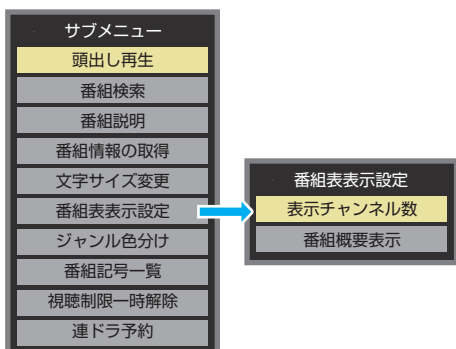 サブメニュー
頭出し再生
番組検索
番組説明
番組情報の取得
文字サイズ変更
番組表表示設定
ジャンル色分け
番組記号一覧
視聴制限一時解除
連ドラ予約
番組表表示設定
表示チャンネル数
番組概要表示